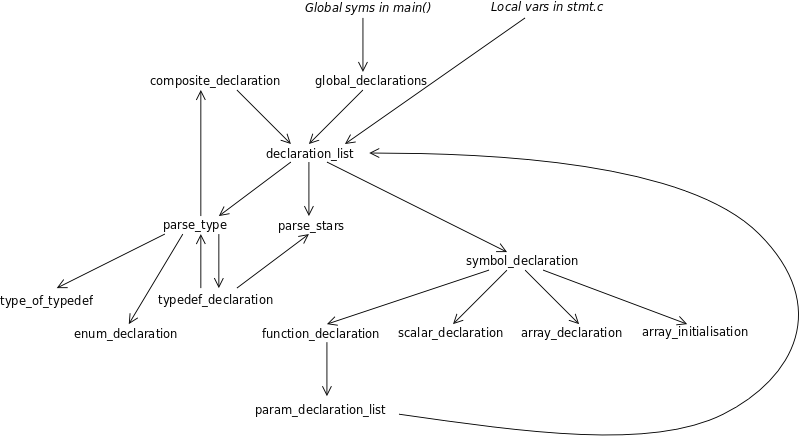 Global syms in main()
Local vars in stmt.c
composite_declaration
global_declarations
declaration_list
parse_type
parse_stars
symbol_declaration
type_of_typedef
typedef_declaration
enum_declaration
function_declaration
scalar_declaration
array_declaration
array_initialisation
param_declaration_list